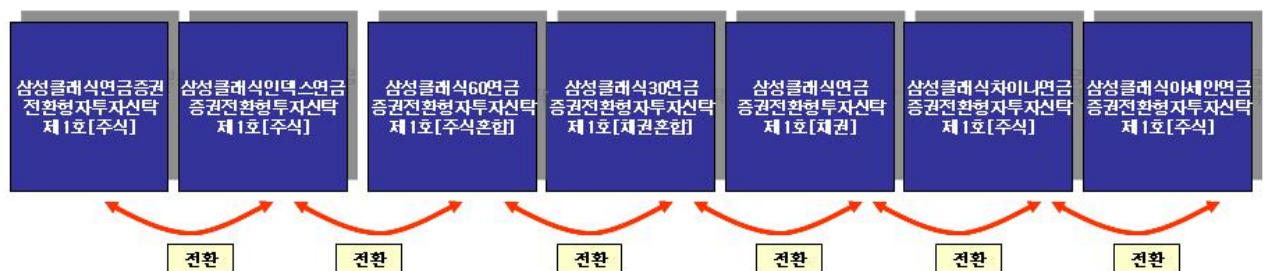 삼성클래식연금증권
전환형자투자신탁
제1호[주식]
삼성클래식인덱스연금
증권전환형자투자신탁
제1호[주식]
삼성클래식60연금
증권전환형자투자신탁
제1호[주식혼합]
삼성클래식30연금
증권전환형자투자신탁
제1호[채권혼합]
삼성클래식연금
증권전환형투자신탁
제1호[채권]
삼성클래식차이나연금
증권전환형자투자신탁
제1호[주식]
삼성클래식아세안연금
증권전환형자투자신탁
제1호[주식]
전환
전환
전환
전환
전환
전환